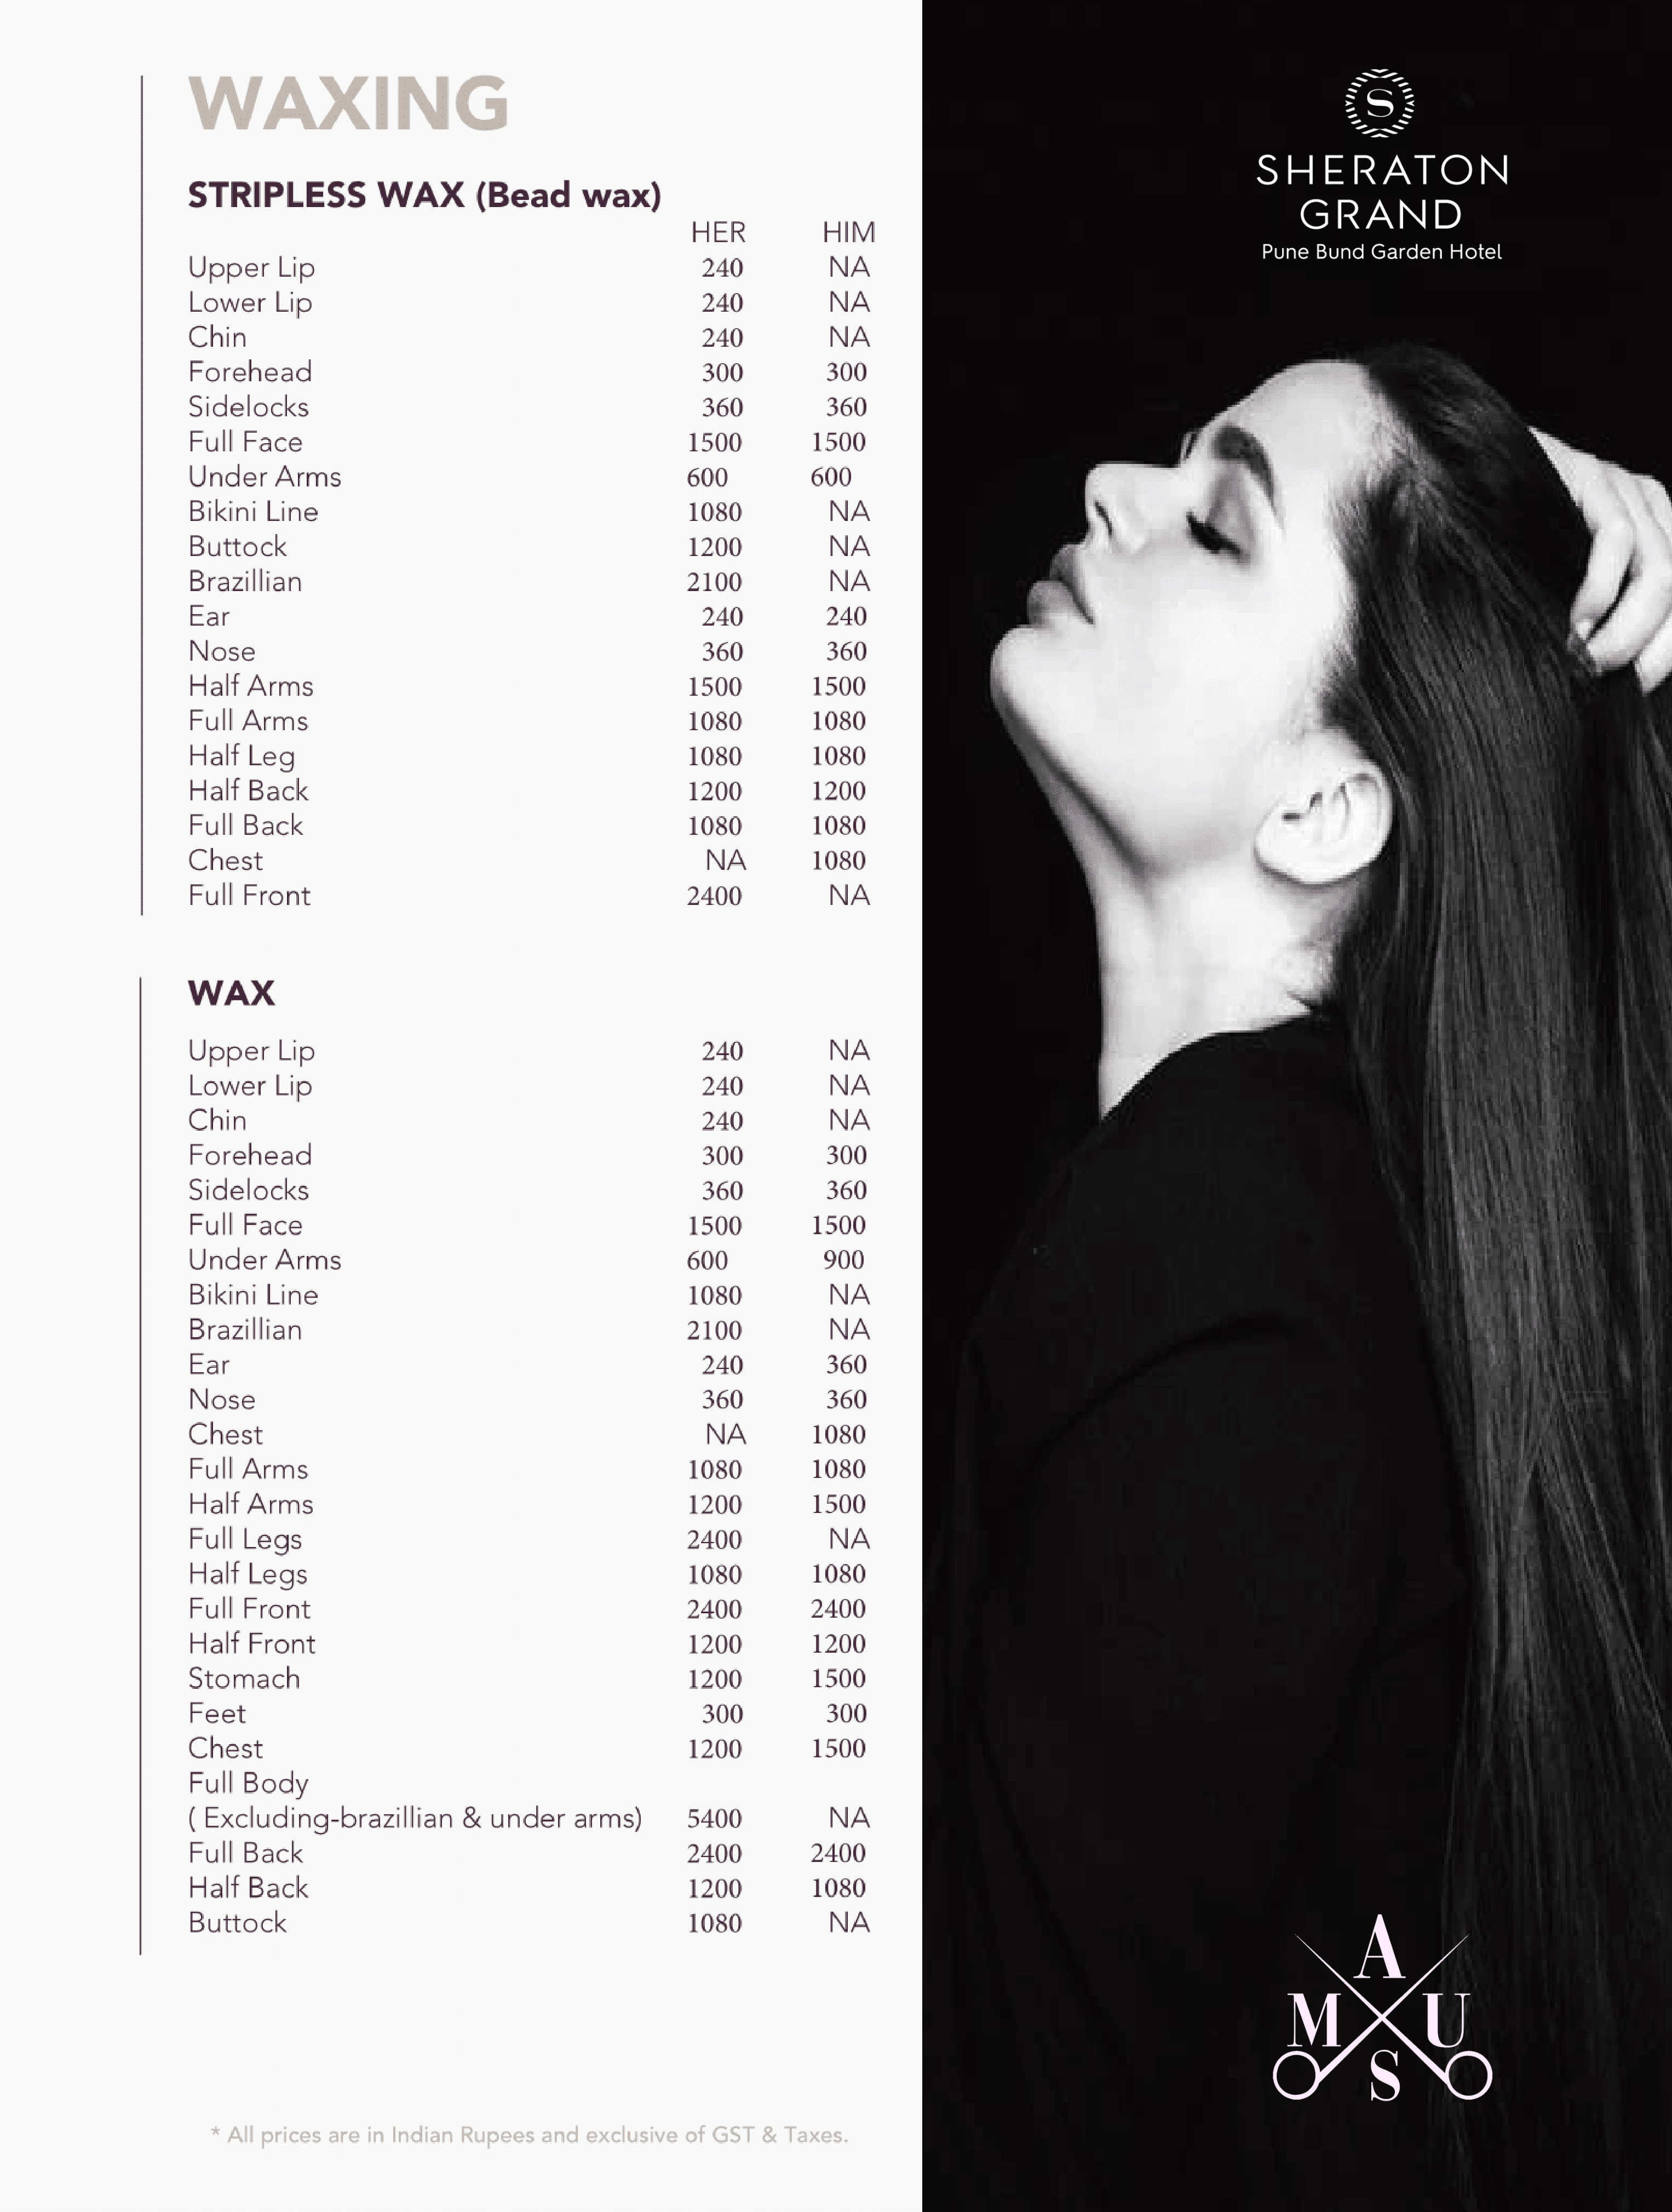 WAXING
STRIPLESS WAX (Bead wax)
HER HIM
Upper Lip 240 NA
Lower Lip 240 NA
Chin 240 NA
Forehead 300 300
Sidelocks 360 360
Full Face 1500 1500
Under Arms 600 600
Bikini Line 1080 NA
Buttock 1200 NA
Brazillian 2100 NA
Ear 240 240
Nose 360 360
Half Arms 1500 1500
Full Arms 1080 1080
Half Leg 1080 1080
Half Back 1200 1200
Full Back 1080 1080
Chest NA 1080
Full Front 2400 NA
WAX
Upper Lip 240 NA
Lower Lip 240 NA
Chin 240 NA
Forehead 300 300
Sidelocks 360 360
Full Face 1500 1500
Under Arms 600 900
Bikini Line 1080 NA
Brazillian 2100 NA
Ear 240 360
Nose 360 360
Chest NA 1080
Full Arms 1080 1080
Half Arms 1200 1500
Full Legs 2400 NA
Half Legs 1080 1080
Full Front 2400 2400
Half Front 1200 1200
Stomach 1200 1500
Feet 300 300
Chest 1200 1500
Full Body
( Excluding-brazillian & under arms) 5400 NA
Full Back 2400 2400
Half Back 1200 1080
Buttock 1080 NA
* All prices are in Indian Rupees and exclusive of GST & Taxes.
S
SHERATON
GRAND
Pune Bund Garden Hotel
A
M U
S